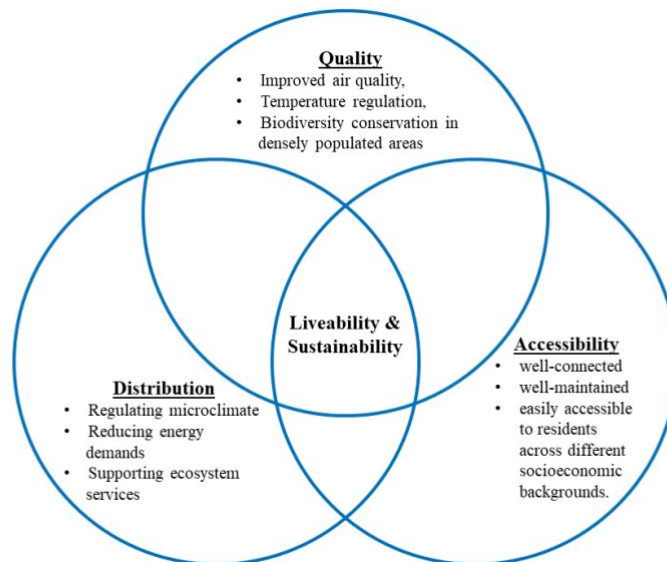 Quality
• Improved air quality,
• Temperature regulation,
• Biodiversity conservation in
densely populated areas
Liveability &
Sustainability
Distribution
• Regulating microclimate
• Reducing energy
demands
• Supporting ecosystem
services
Accessibility
• well-connected
• well-maintained
• easily accessible
to residents
across different
socioeconomic
backgrounds.